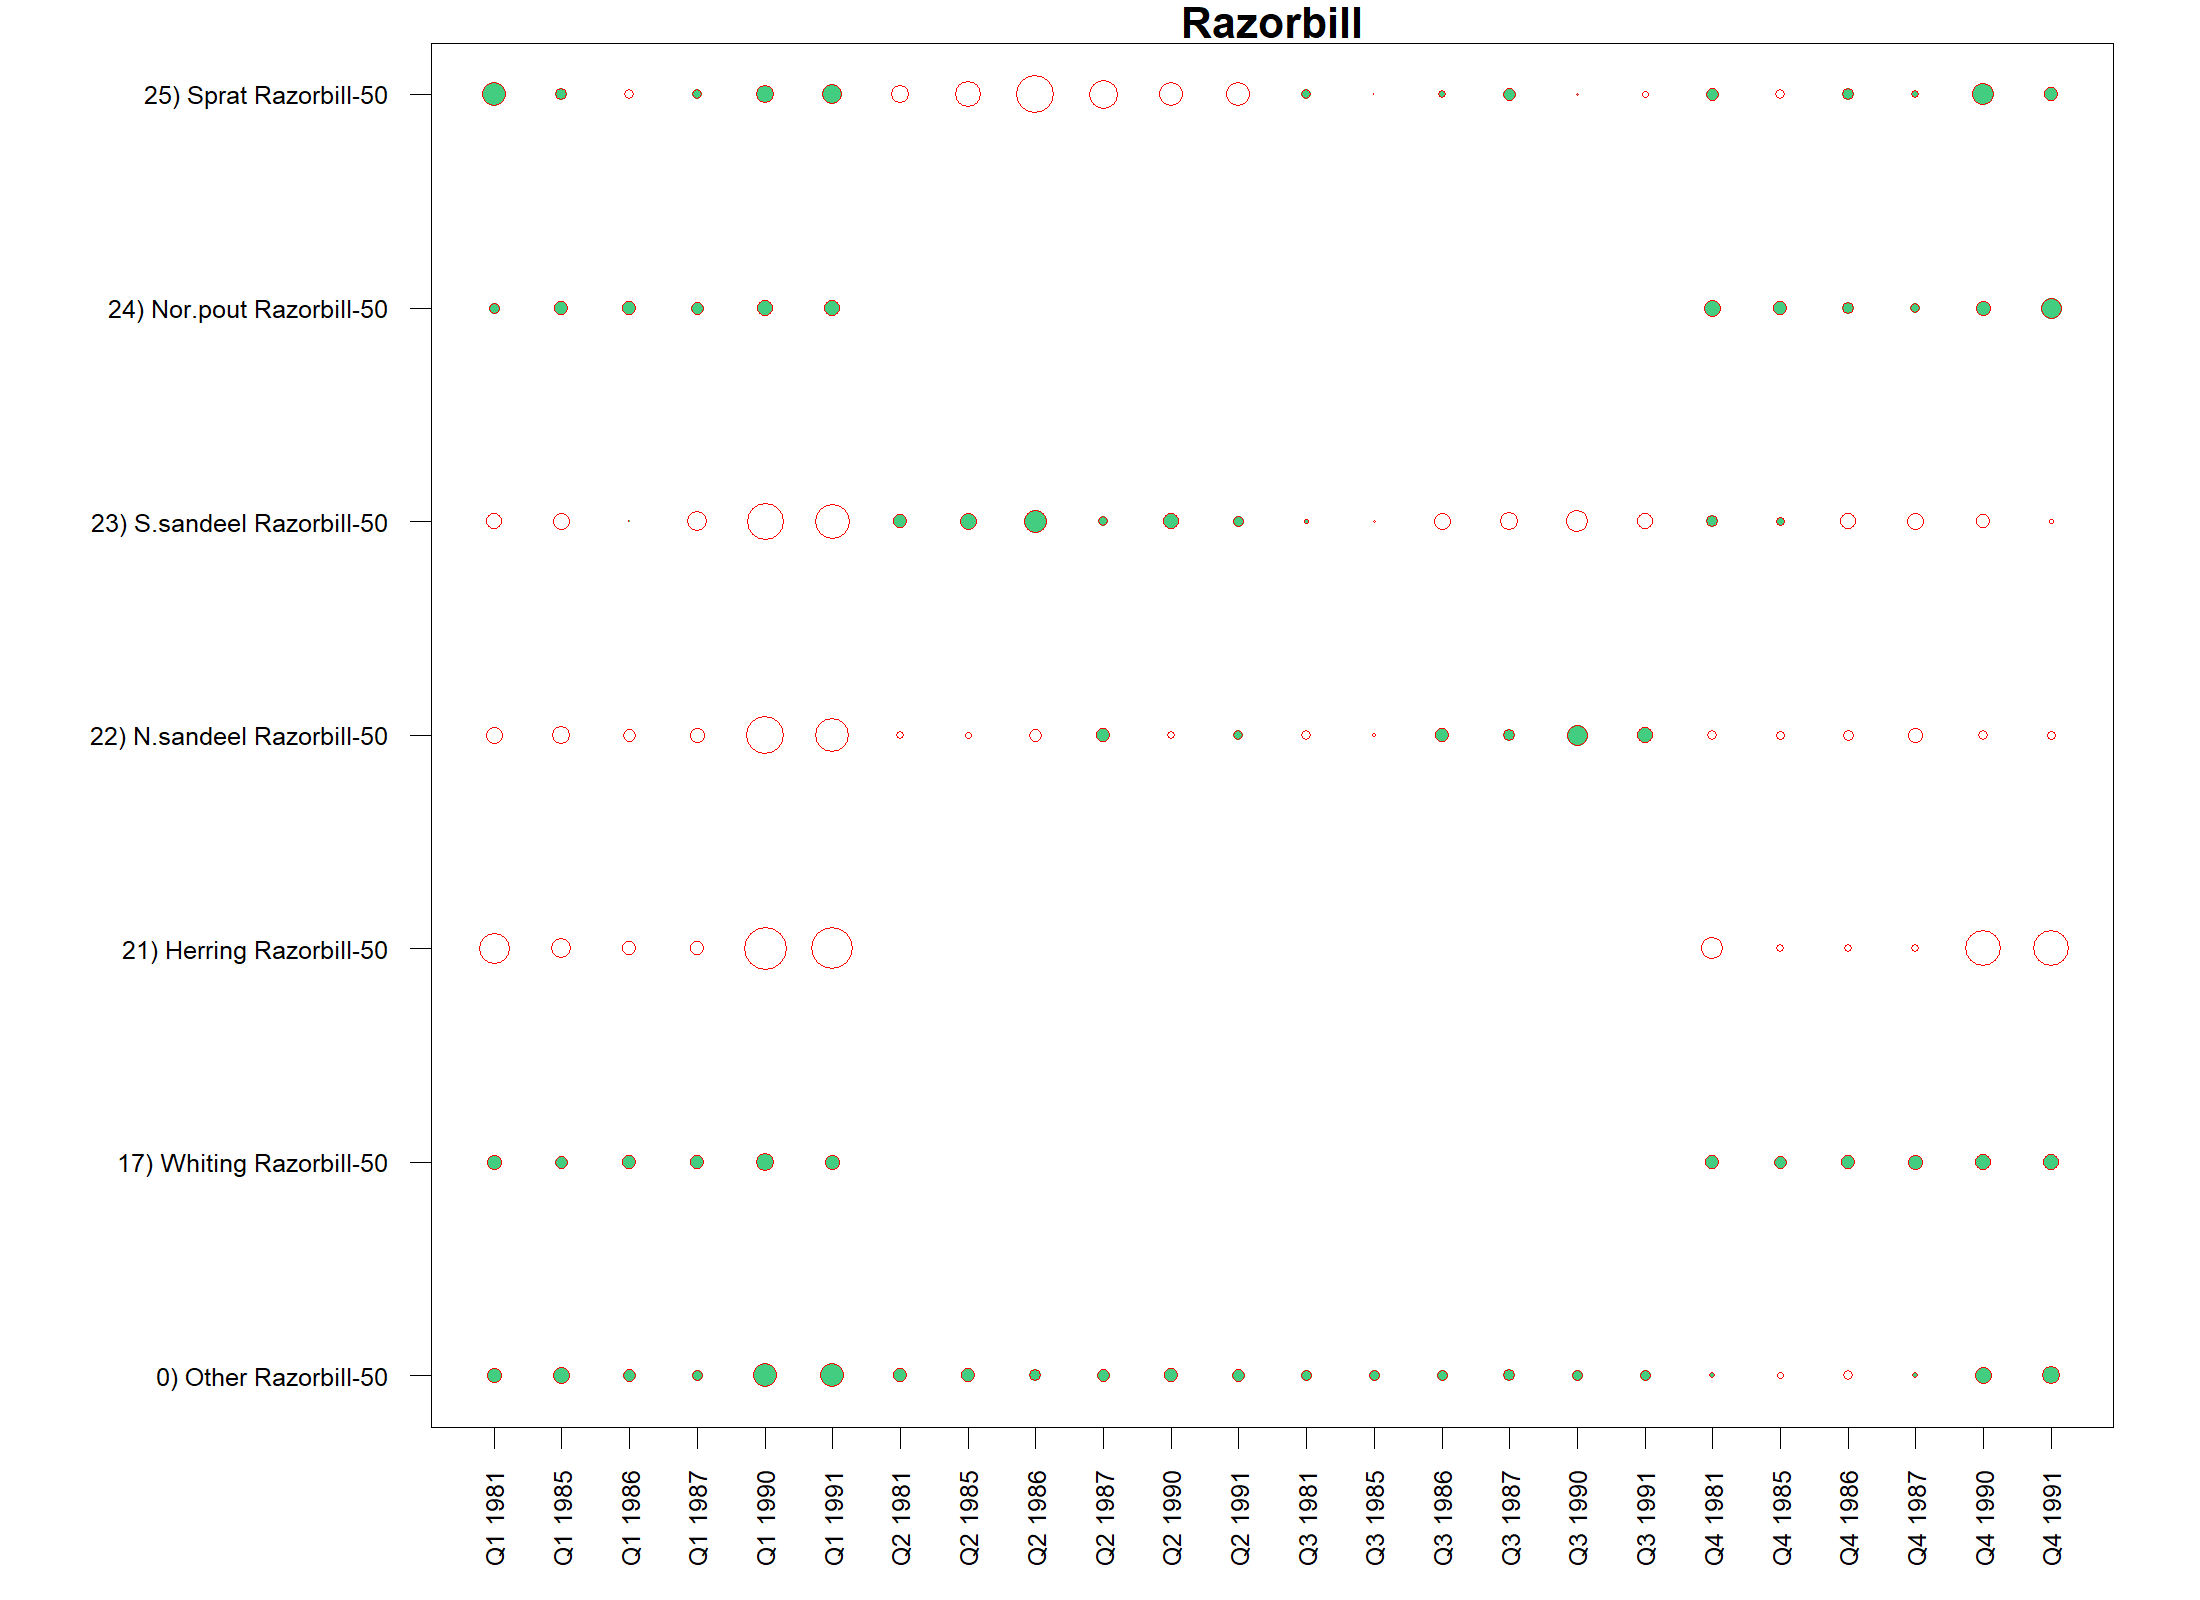 Razorbill
25) Sprat Razorbill-50
24) Nor.pout Razorbill-50
23) S.sandeel Razorbill-50
22) N.sandeel Razorbill-50
21) Herring Razorbill-50
17) Whiting Razorbill-50
0) Other Razorbill-50
Q1 1981
Q1 1985
Q1 1986
Q1 1987
Q1 1990
Q1 1991
Q2 1981
Q2 1985
Q2 1986
Q2 1987
Q2 1990
Q2 1991
Q3 1981
Q3 1985
Q3 1986
Q3 1987
Q3 1990
Q3 1991
Q4 1981
Q4 1985
Q4 1986
Q4 1987
Q4 1990
Q4 1991